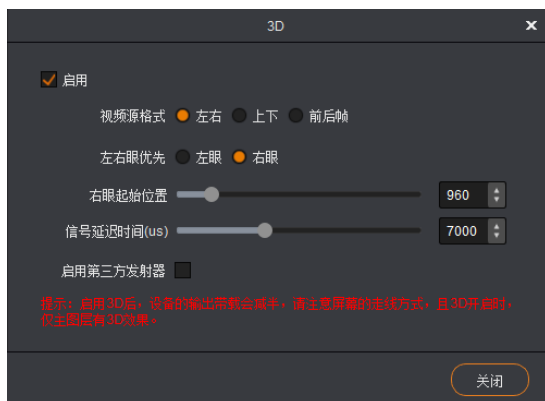 3D
启用
视频源格式 左右 上下 前后帧
左右眼优先 左眼 右眼
右眼起始位置 960
信号延迟时间(us) 7000
启用第三方发射器
提示：启用3D后，设备的输出带载会减半，请注意屏幕的走线方式，且3D开启时，
仅主图层有3D效果。
关闭